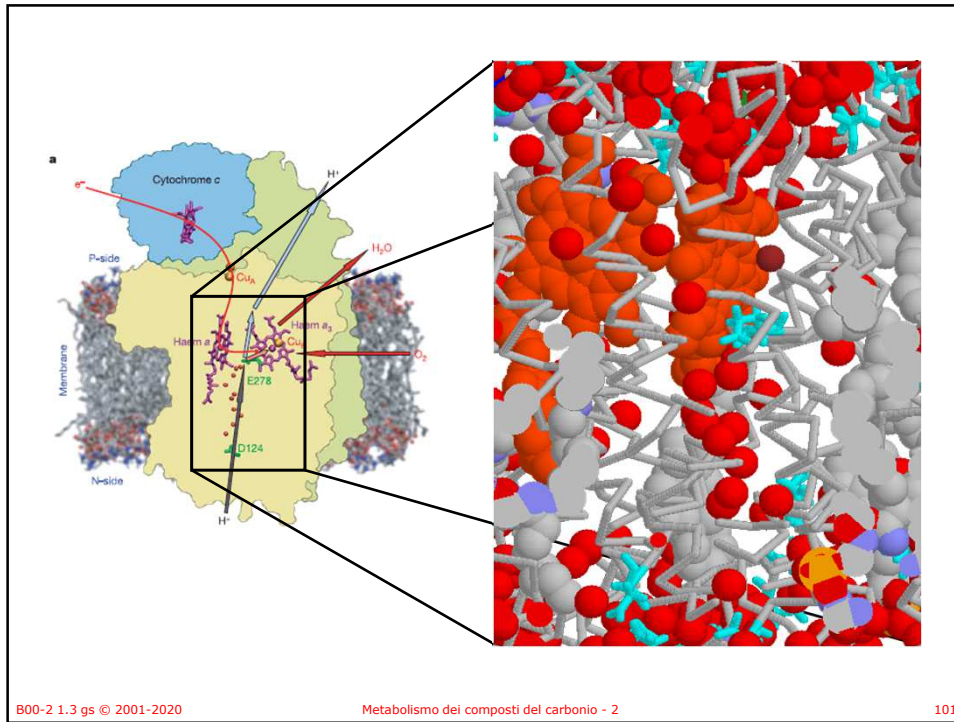 a
Cytochrome c
H⁺
e⁻
H₂O
P-side
CuA
Haem a₃
Haem a
O₂
Membrane
E278
D124
N-side
H⁺
B00-2 1.3 gs © 2001-2020
Metabolismo dei composti del carbonio - 2
101